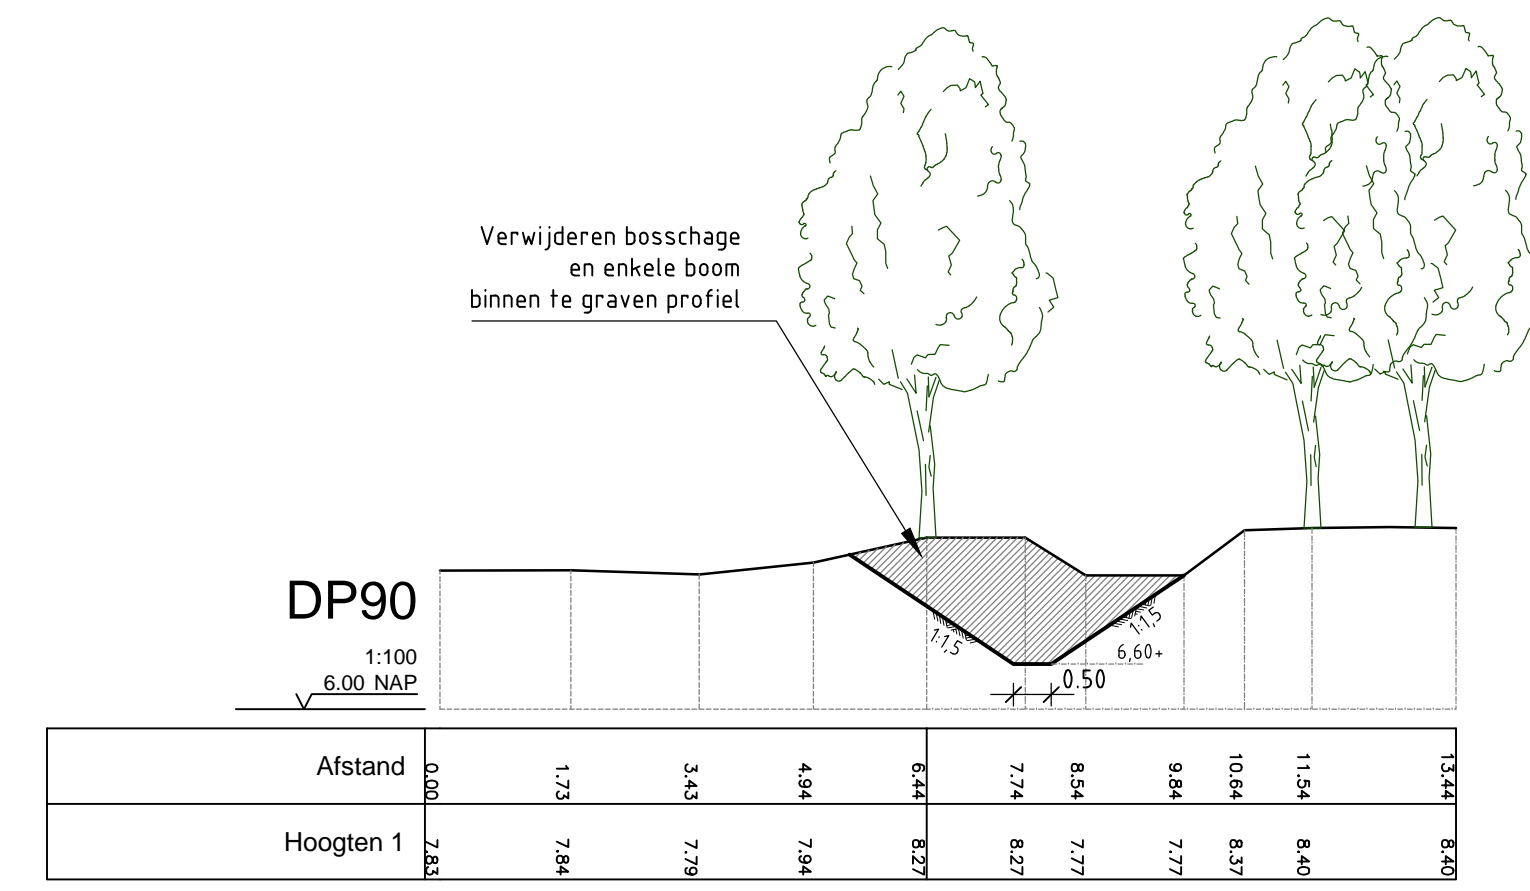 Verwijderen bosschage
en enkele boom
binnen te graven profiel
DP90
1:100
6.00 NAP
1:1,5
1:1,5
6,60+
0.50
Afstand 0.00 1.73 3.43 4.94 6.44 7.74 8.54 9.84 10.64 11.54 13.44
Hoogten 1 7.83 7.84 7.79 7.94 8.27 8.27 7.77 7.77 8.37 8.40 8.40